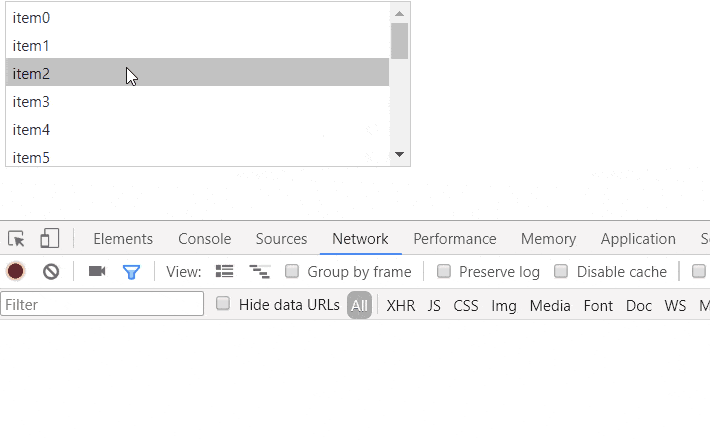 item0
item1
item2
item3
item4
item5
Elements Console Sources Network Performance Memory Application
View: Group by frame Preserve log Disable cache
Filter Hide data URLs All XHR JS CSS Img Media Font Doc WS